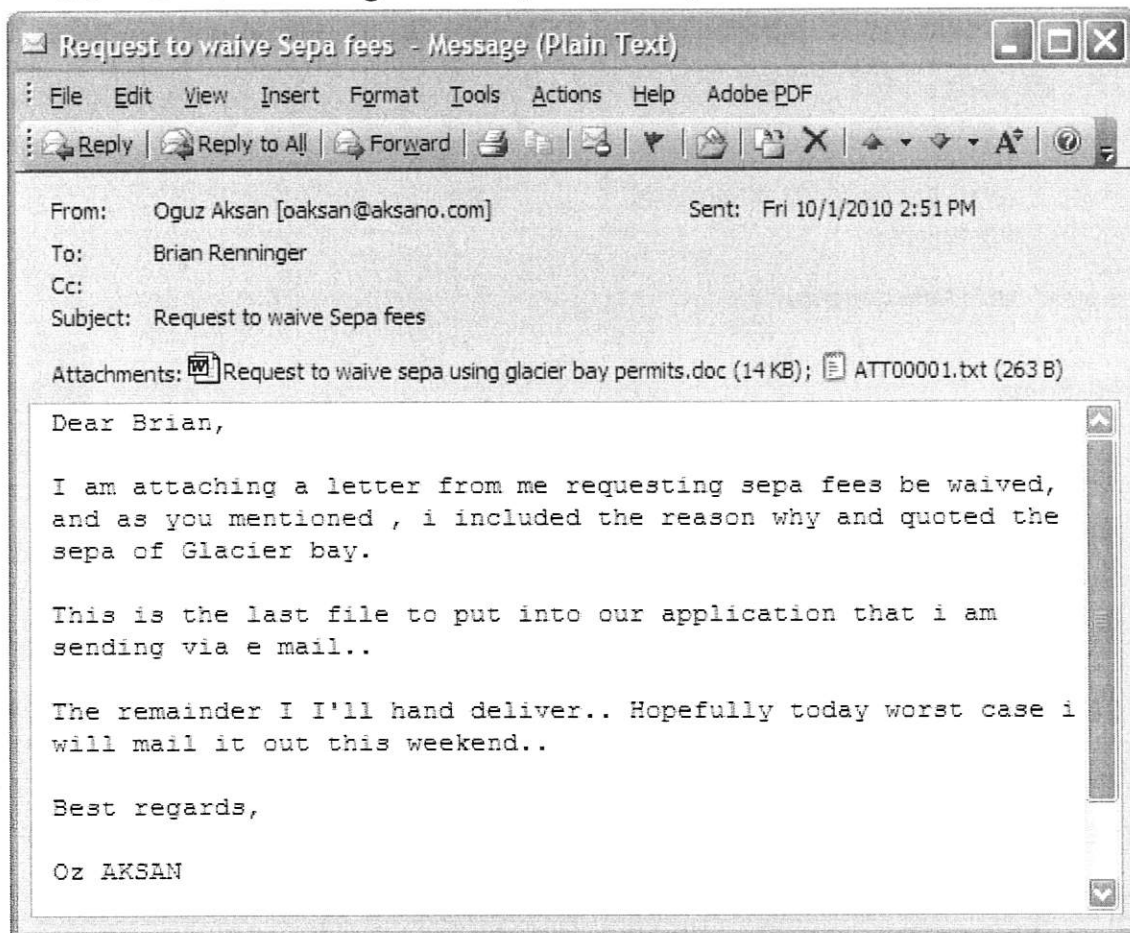 Request to waive Sepa fees - Message (Plain Text)
File Edit View Insert Format Tools Actions Help Adobe PDF
Reply Reply to All Forward
From: Oguz Aksan [oaksan@aksano.com] Sent: Fri 10/1/2010 2:51 PM
To: Brian Renninger
Cc:
Subject: Request to waive Sepa fees
Attachments: Request to waive sepa using glacier bay permits.doc (14 KB); ATT00001.txt (263 B)
Dear Brian,
I am attaching a letter from me requesting sepa fees be waived,
and as you mentioned , i included the reason why and quoted the
sepa of Glacier bay.
This is the last file to put into our application that i am
sending via e mail..
The remainder I I'll hand deliver.. Hopefully today worst case i
will mail it out this weekend..
Best regards,
Oz AKSAN